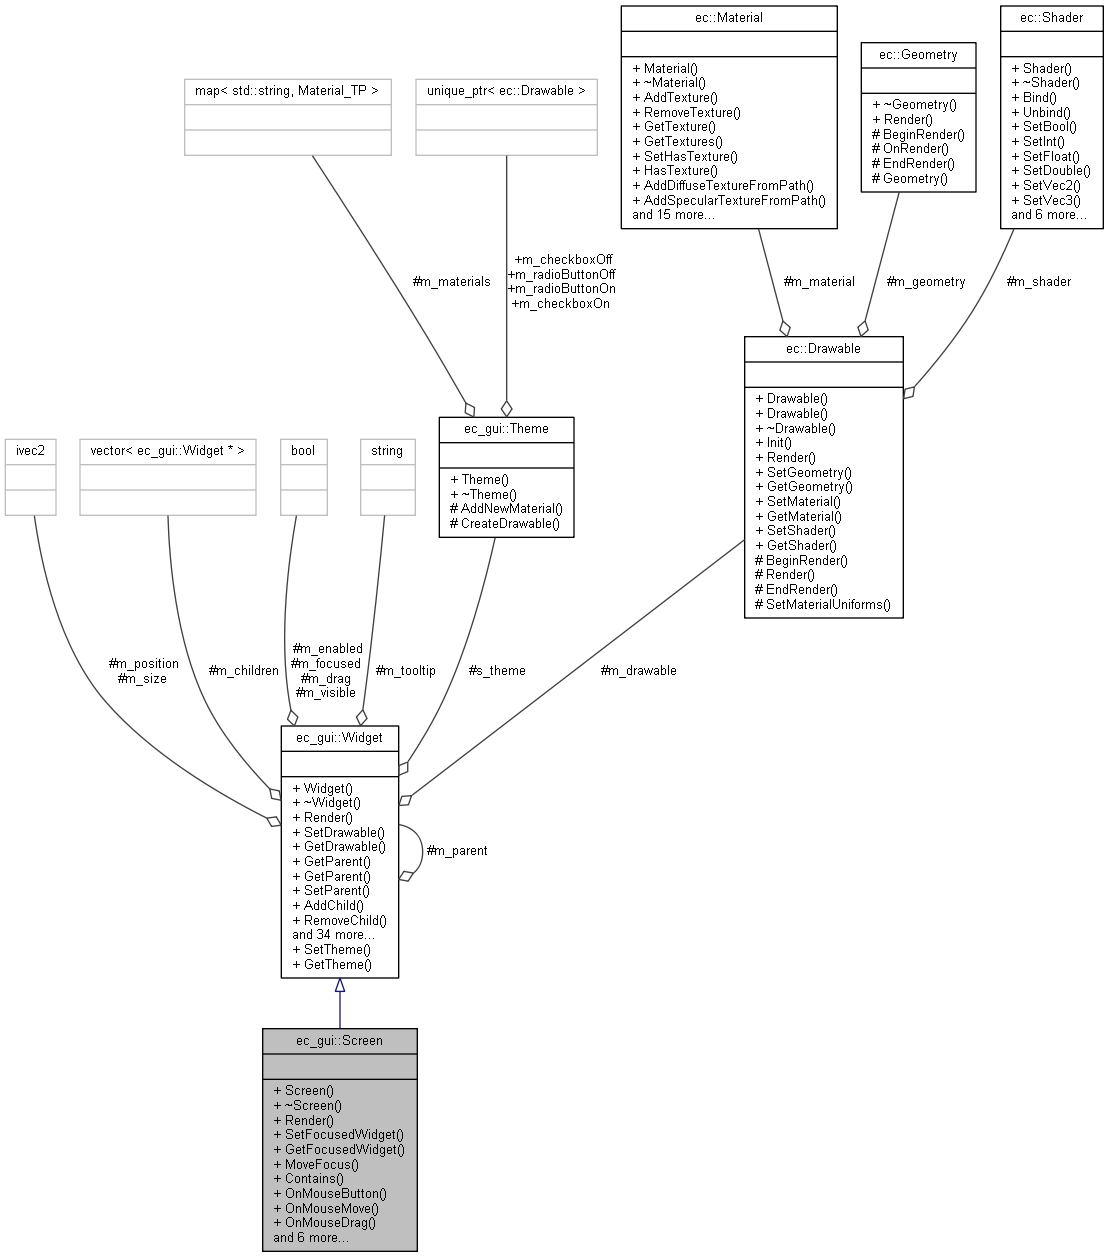 ec::Material
+ Material()
+ ~Material()
+ AddTexture()
+ RemoveTexture()
+ GetTexture()
+ GetTextures()
+ SetHasTexture()
+ HasTexture()
+ AddDiffuseTextureFromPath()
+ AddSpecularTextureFromPath()
and 15 more...
ec::Geometry
+ ~Geometry()
+ Render()
# BeginRender()
# OnRender()
# EndRender()
# Geometry()
ec::Shader
+ Shader()
+ ~Shader()
+ Bind()
+ Unbind()
+ SetBool()
+ SetInt()
+ SetFloat()
+ SetDouble()
+ SetVec2()
+ SetVec3()
and 6 more...
map< std::string, Material_TP >
unique_ptr< ec::Drawable >
#m_materials
+m_checkboxOff
+m_radioButtonOff
+m_radioButtonOn
+m_checkboxOn
#m_material
#m_geometry
#m_shader
ec::Drawable
+ Drawable()
+ Drawable()
+ ~Drawable()
+ Init()
+ Render()
+ SetGeometry()
+ GetGeometry()
+ SetMaterial()
+ GetMaterial()
+ SetShader()
+ GetShader()
# BeginRender()
# Render()
# EndRender()
# SetMaterialUniforms()
ec_gui::Theme
+ Theme()
+ ~Theme()
# AddNewMaterial()
# CreateDrawable()
ivec2
vector< ec_gui::Widget * >
bool
string
#m_position
#m_size
#m_children
#m_enabled
#m_focused
#m_drag
#m_visible
#m_tooltip
#s_theme
#m_drawable
ec_gui::Widget
+ Widget()
+ ~Widget()
+ Render()
+ SetDrawable()
+ GetDrawable()
+ GetParent()
+ GetParent()
+ SetParent()
+ AddChild()
+ RemoveChild()
and 34 more...
+ SetTheme()
+ GetTheme()
#m_parent
ec_gui::Screen
+ Screen()
+ ~Screen()
+ Render()
+ SetFocusedWidget()
+ GetFocusedWidget()
+ MoveFocus()
+ Contains()
+ OnMouseButton()
+ OnMouseMove()
+ OnMouseDrag()
and 6 more...